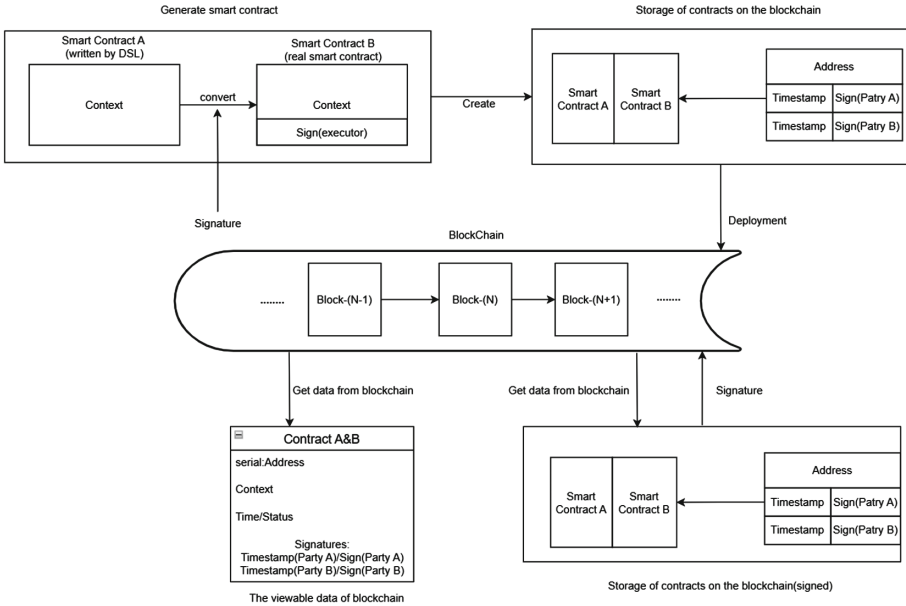 Generate smart contract
Storage of contracts on the blockchain
Smart Contract A
(written by DSL)
Smart Contract B
(real smart contract)
Context
convert
Context
Sign(executor)
Create
Smart
Contract A
Smart
Contract B
Address
Timestamp
Sign(Patry A)
Timestamp
Sign(Patry B)
Signature
Deployment
BlockChain
........
Block-(N-1)
Block-(N)
Block-(N+1)
........
Get data from blockchain
Get data from blockchain
Signature
Contract A&B
serial:Address
Context
Time/Status
Signatures:
Timestamp(Party A)/Sign(Party A)
Timestamp(Party B)/Sign(Party B)
Smart
Contract A
Smart
Contract B
Address
Timestamp
Sign(Patry A)
Timestamp
Sign(Patry B)
The viewable data of blockchain
Storage of contracts on the blockchain(signed)